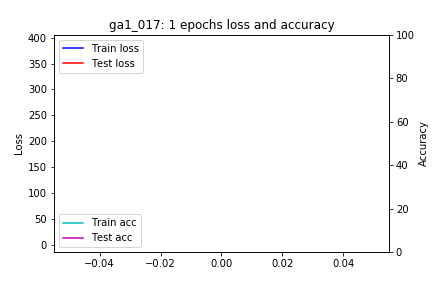 ga1_017: 1 epochs loss and accuracy
400
350
300
250
200
150
100
50
0
Loss
Train loss
Test loss
Train acc
Test acc
100
80
60
40
20
0
Accuracy
−0.04
−0.02
0.00
0.02
0.04